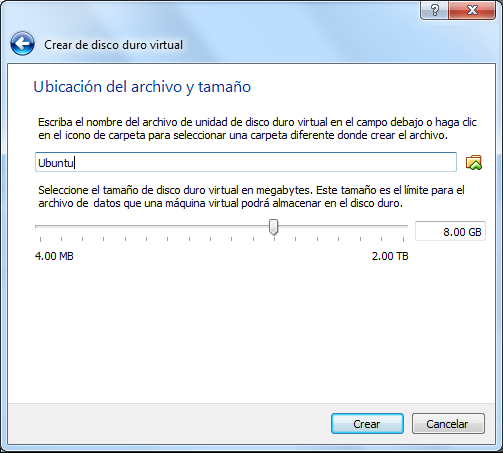 Crear de disco duro virtual
Ubicación del archivo y tamaño
Escriba el nombre del archivo de unidad de disco duro virtual en el campo debajo o haga clic
en el icono de carpeta para seleccionar una carpeta diferente donde crear el archivo.
Ubuntu
Seleccione el tamaño de disco duro virtual en megabytes. Este tamaño es el límite para el
archivo de datos que una máquina virtual podrá almacenar en el disco duro.
8.00 GB
4.00 MB 2.00 TB
Crear Cancelar